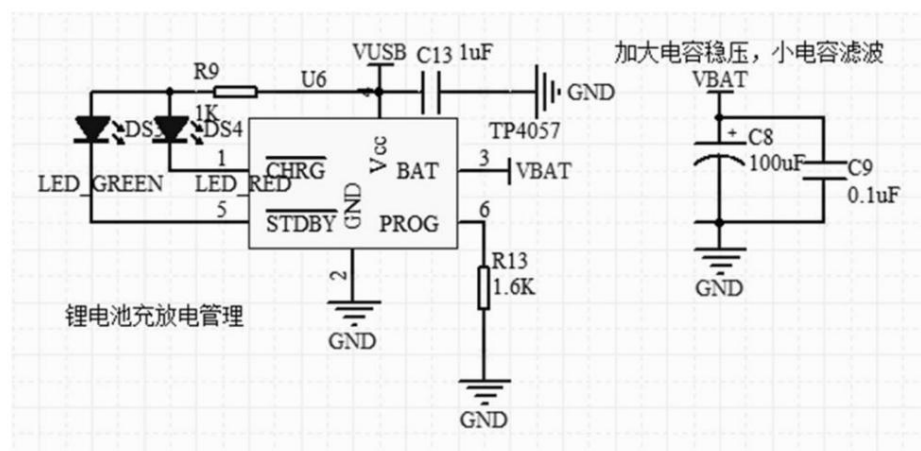 VUSB
C13 1uF
加大电容稳压，小电容滤波
R9
U6
4
GND
VBAT
1K
DS3
DS4
TP4057
1
CHRG
Vcc
BAT
3
VBAT
C8
100uF
C9
0.1uF
LED_GREEN
LED_RED
5
STDBY
GND
PROG
6
2
R13
1.6K
GND
锂电池充放电管理
GND
GND